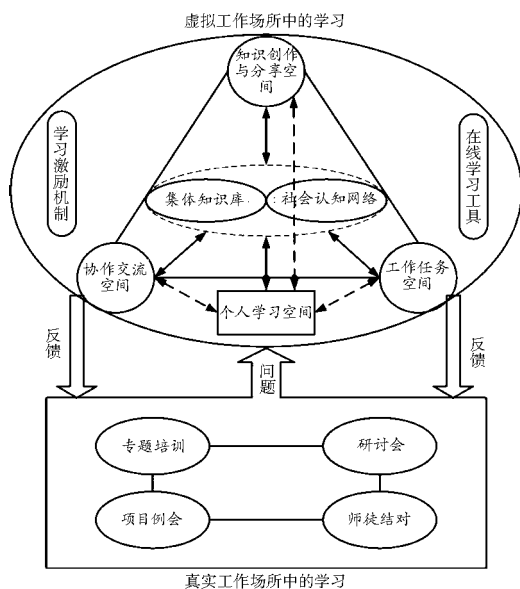 虚拟工作场所中的学习
知识创作
与分享空
间
学习激励机制
在线学习工具
集体知识库
社会认知网络
协作交流
空间
工作任务
空间
个人学习空间
反馈
问题
反馈
专题培训
研讨会
项目例会
师徒结对
真实工作场所中的学习